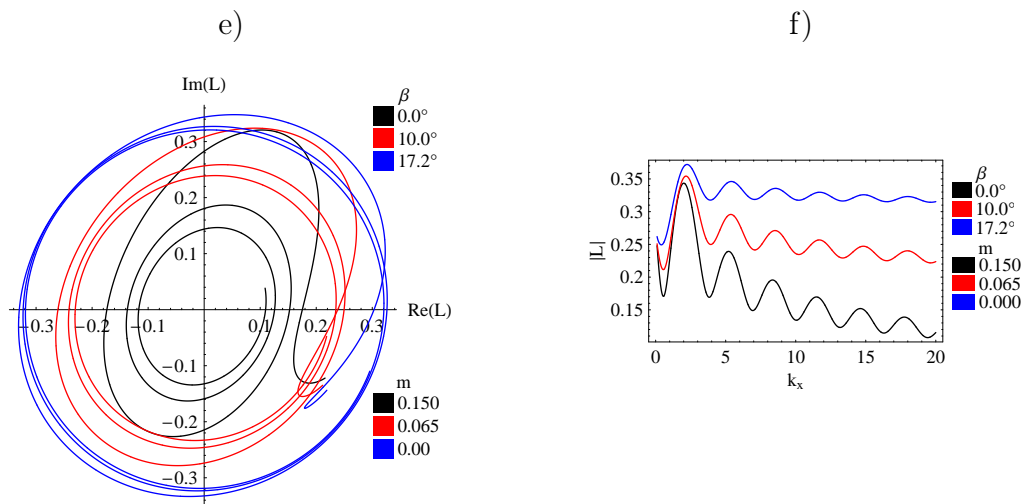 e)
f)
Im(L)
β
0.0°
10.0°
17.2°
0.3
0.2
0.1
−0.3 −0.2 −0.1 0.1 0.2 0.3 Re(L)
−0.1
−0.2
−0.3
m
0.150
0.065
0.00
0.35
0.3
0.25
0.2
0.15
|L|
0 5 10 15 20
k_x
β
0.0°
10.0°
17.2°
m
0.150
0.065
0.000